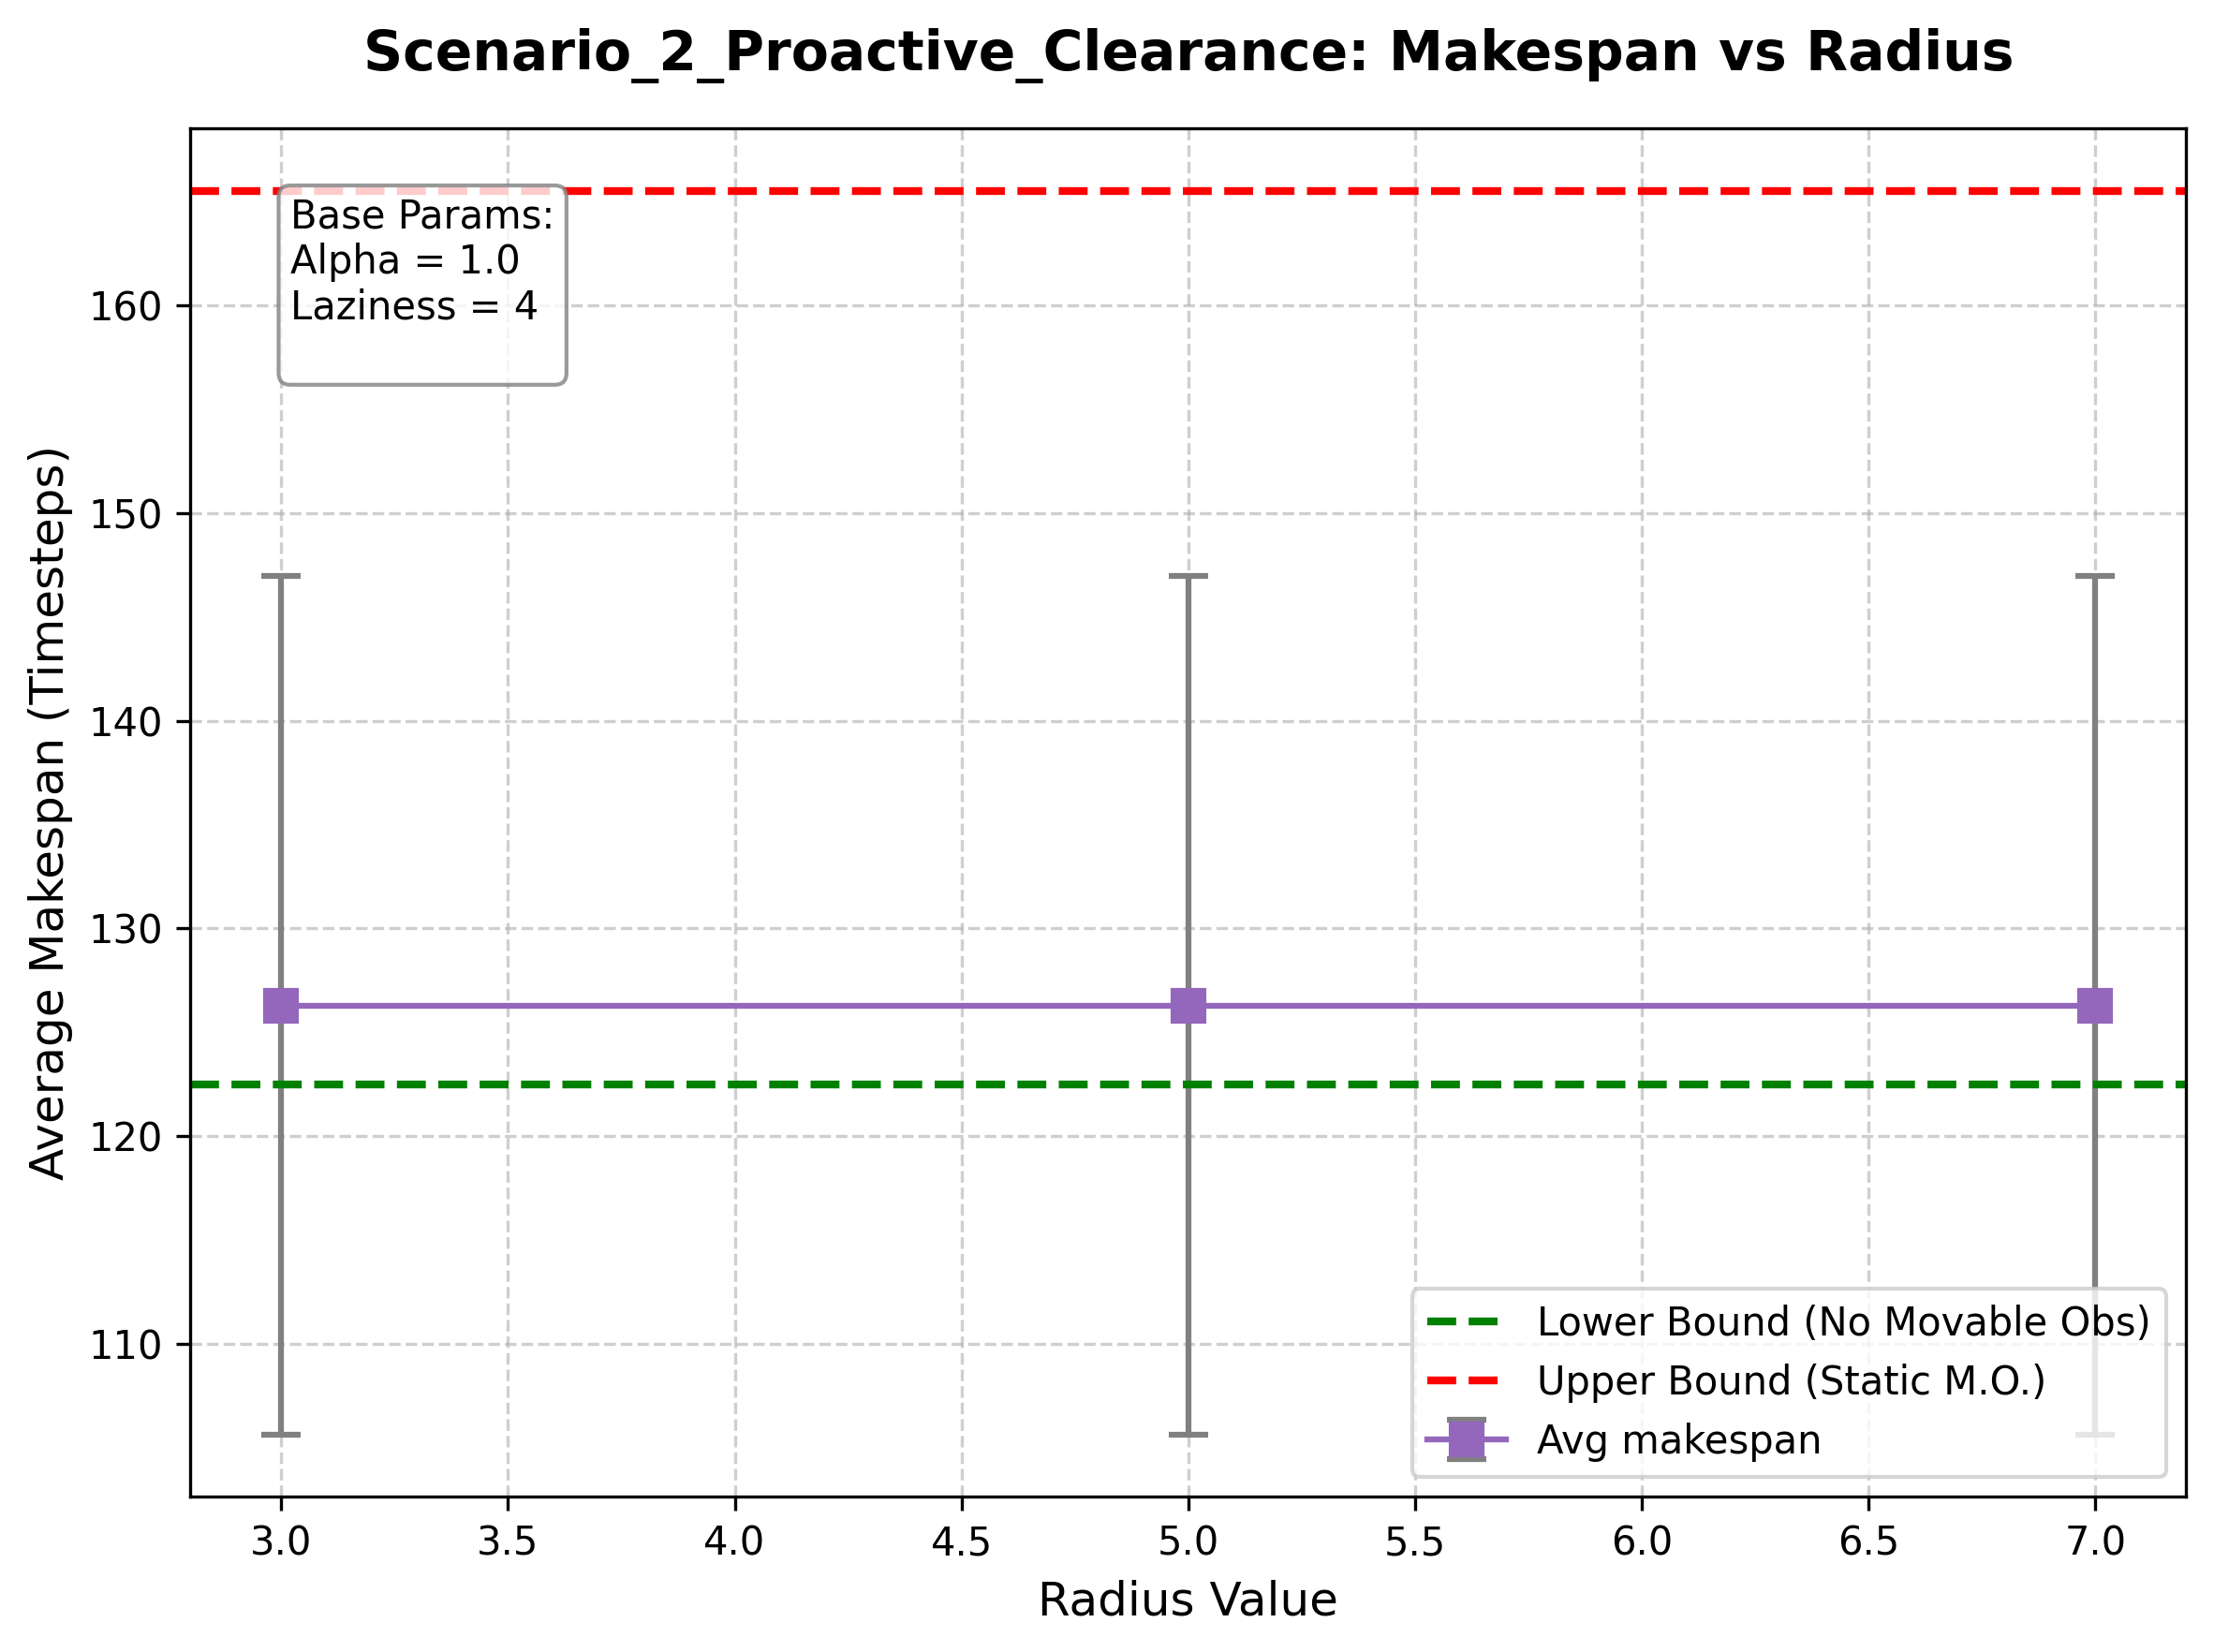 Scenario_2_Proactive_Clearance: Makespan vs Radius
Base Params:
Alpha = 1.0
Laziness = 4
Average Makespan (Timesteps)
160
150
140
130
120
110
Lower Bound (No Movable Obs)
Upper Bound (Static M.O.)
Avg makespan
3.0 3.5 4.0 4.5 5.0 5.5 6.0 6.5 7.0
Radius Value